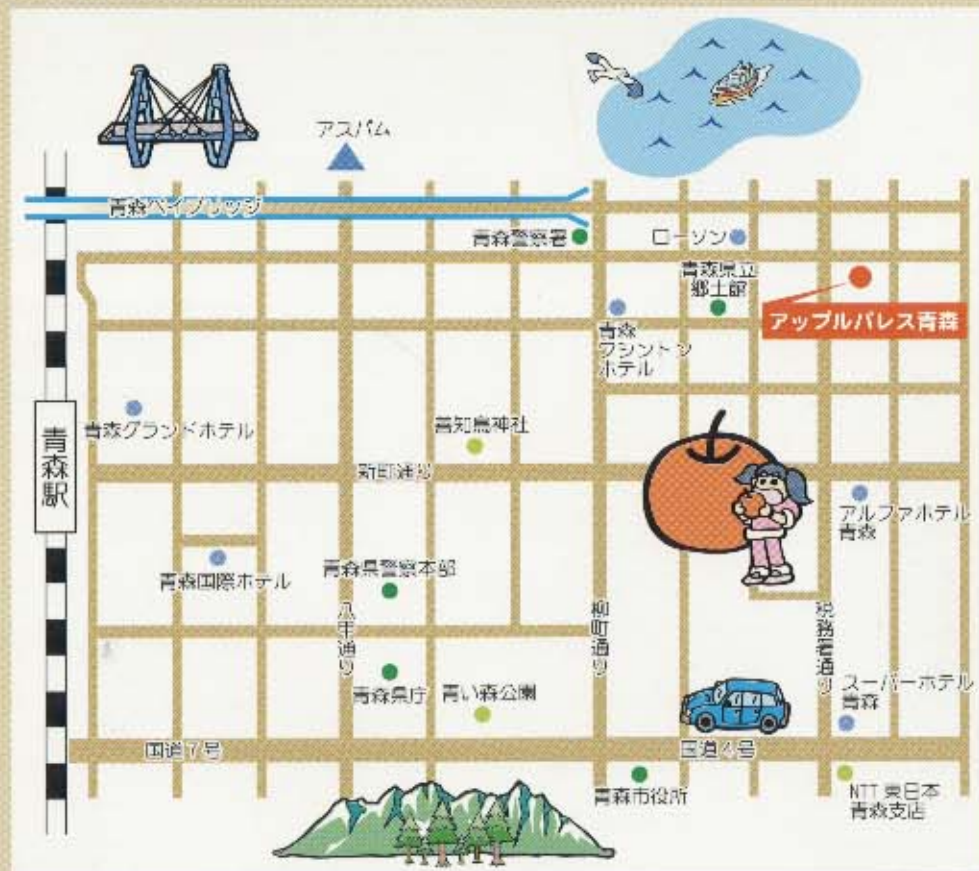 アスパム
青森ベイブリッジ
青森警察署
ローソン
青森県立
郷土館
アップルパレス青森
青森
ワシントン
ホテル
青森グランドホテル
善知鳥神社
青森駅
新町通り
アルファホテル
青森
青森国際ホテル
青森県警察本部
八甲通り
柳町通り
税務署通り
青森県庁
青い森公園
スーパーホテル
青森
国道7号
国道4号
青森市役所
NTT 東日本
青森支店